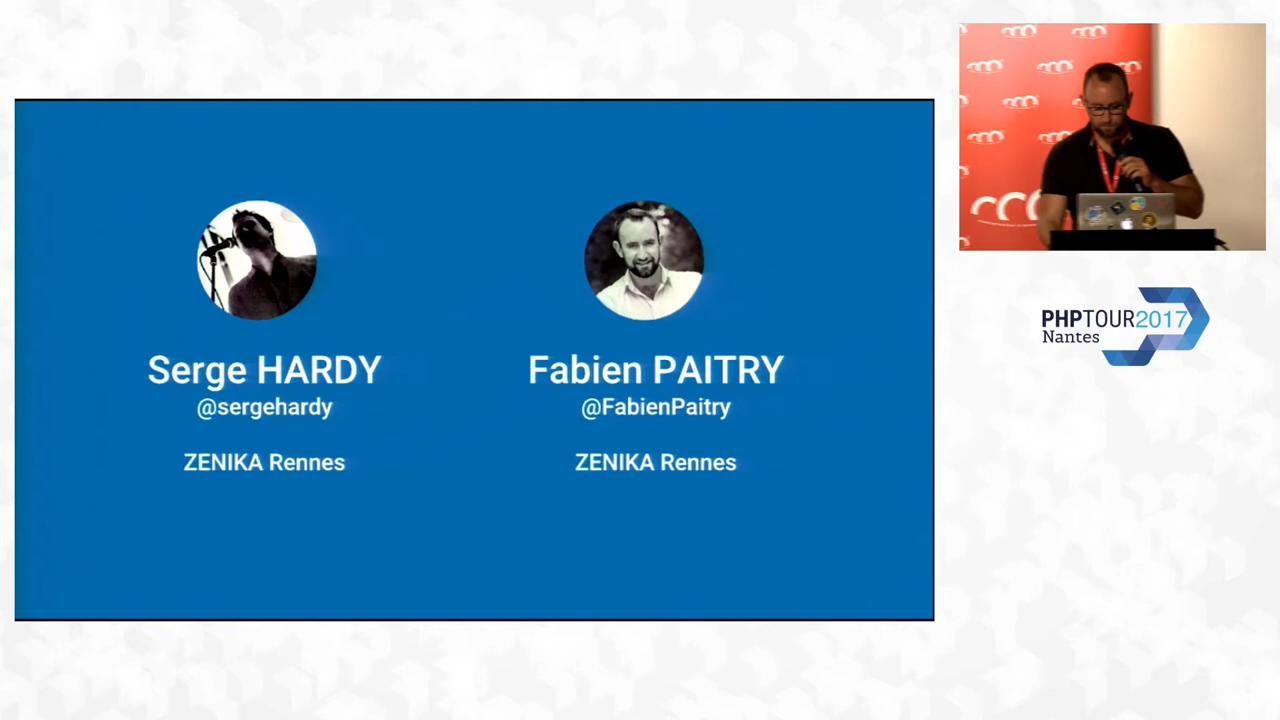 Serge HARDY
@sergehardy
ZENIKA Rennes
Fabien PAITRY
@FabienPaitry
ZENIKA Rennes
PHPTOUR2017
Nantes